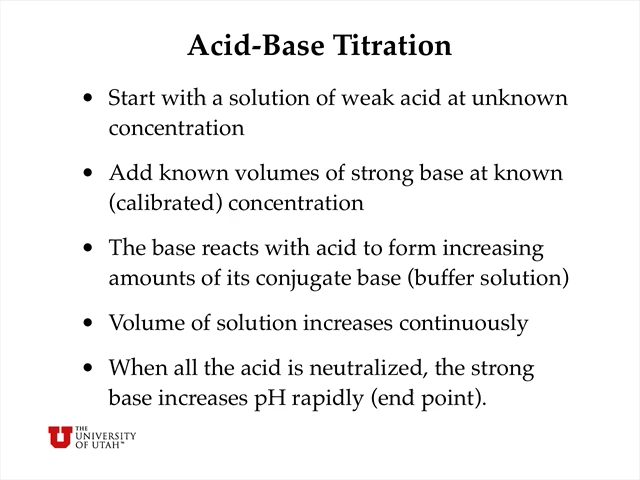 Acid-Base Titration
• Start with a solution of weak acid at unknown
concentration
• Add known volumes of strong base at known
(calibrated) concentration
• The base reacts with acid to form increasing
amounts of its conjugate base (buffer solution)
• Volume of solution increases continuously
• When all the acid is neutralized, the strong
base increases pH rapidly (end point).
THE
UNIVERSITY
OF UTAH™